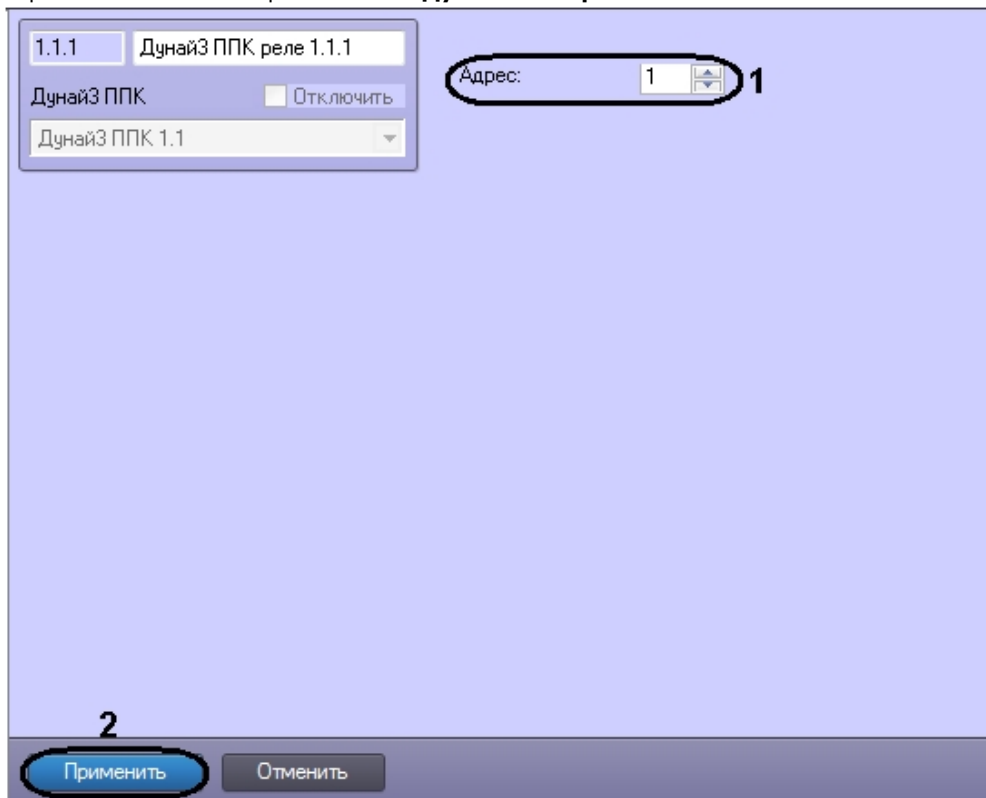 1.1.1 Дунай3 ППК реле 1.1.1
Адрес: 1 1
Дунай3 ППК Отключить
Дунай3 ППК 1.1
2
Применить Отменить